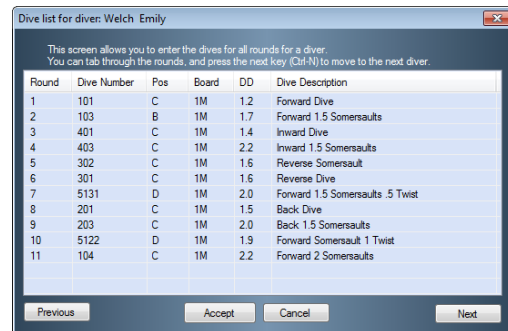 Dive list for diver: Welch Emily
This screen allows you to enter the dives for all rounds for a diver.
You can tab through the rounds, and press the next key (Ctrl-N) to move to the next diver.
Round Dive Number Pos Board DD Dive Description
1 101 C 1M 1.2 Forward Dive
2 103 B 1M 1.7 Forward 1.5 Somersaults
3 401 C 1M 1.4 Inward Dive
4 403 C 1M 2.2 Inward 1.5 Somersaults
5 302 C 1M 1.6 Reverse Somersault
6 301 C 1M 1.6 Reverse Dive
7 5131 D 1M 2.0 Forward 1.5 Somersaults .5 Twist
8 201 C 1M 1.5 Back Dive
9 203 C 1M 2.0 Back 1.5 Somersaults
10 5122 D 1M 1.9 Forward Somersault 1 Twist
11 104 C 1M 2.2 Forward 2 Somersaults
Previous Accept Cancel Next